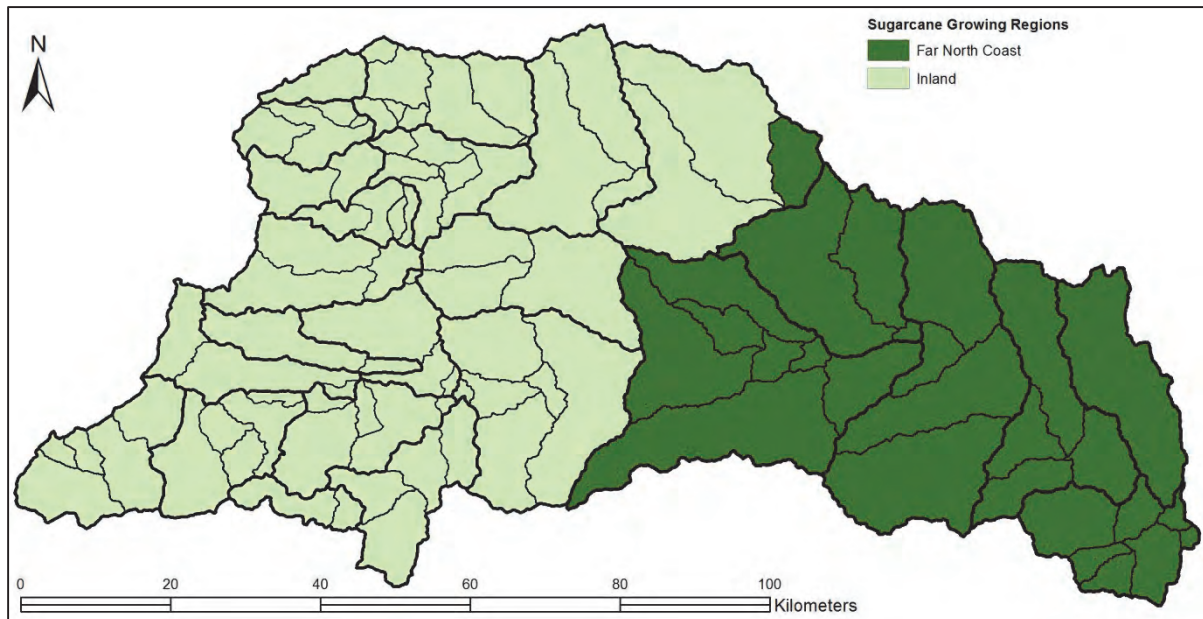 Sugarcane Growing Regions
Far North Coast
Inland
N
0 20 40 60 80 100
Kilometers